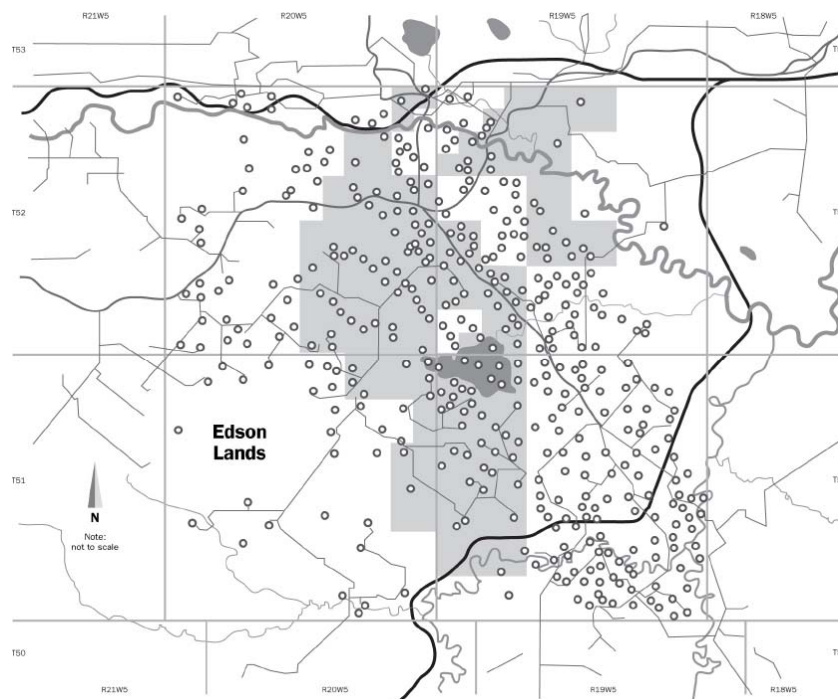 R21W5
R20W5
R19W5
R18W5
T53
T52
Edson
Lands
T51
N
Note:
not to scale
T50
R21W5
R20W5
R19W5
R18W5